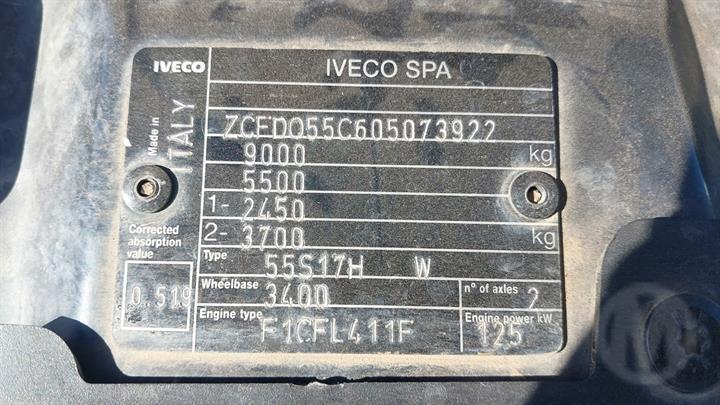 IVECO
IVECO SPA
Made in ITALY
ZCFD055C605073922
9000 kg
5500
1- 2450
2- 3700 kg
Corrected absorption value
0.519
Type 55S17H W
Wheelbase 3400
n° of axles 2
Engine type F1CFL411F
Engine power kW 125